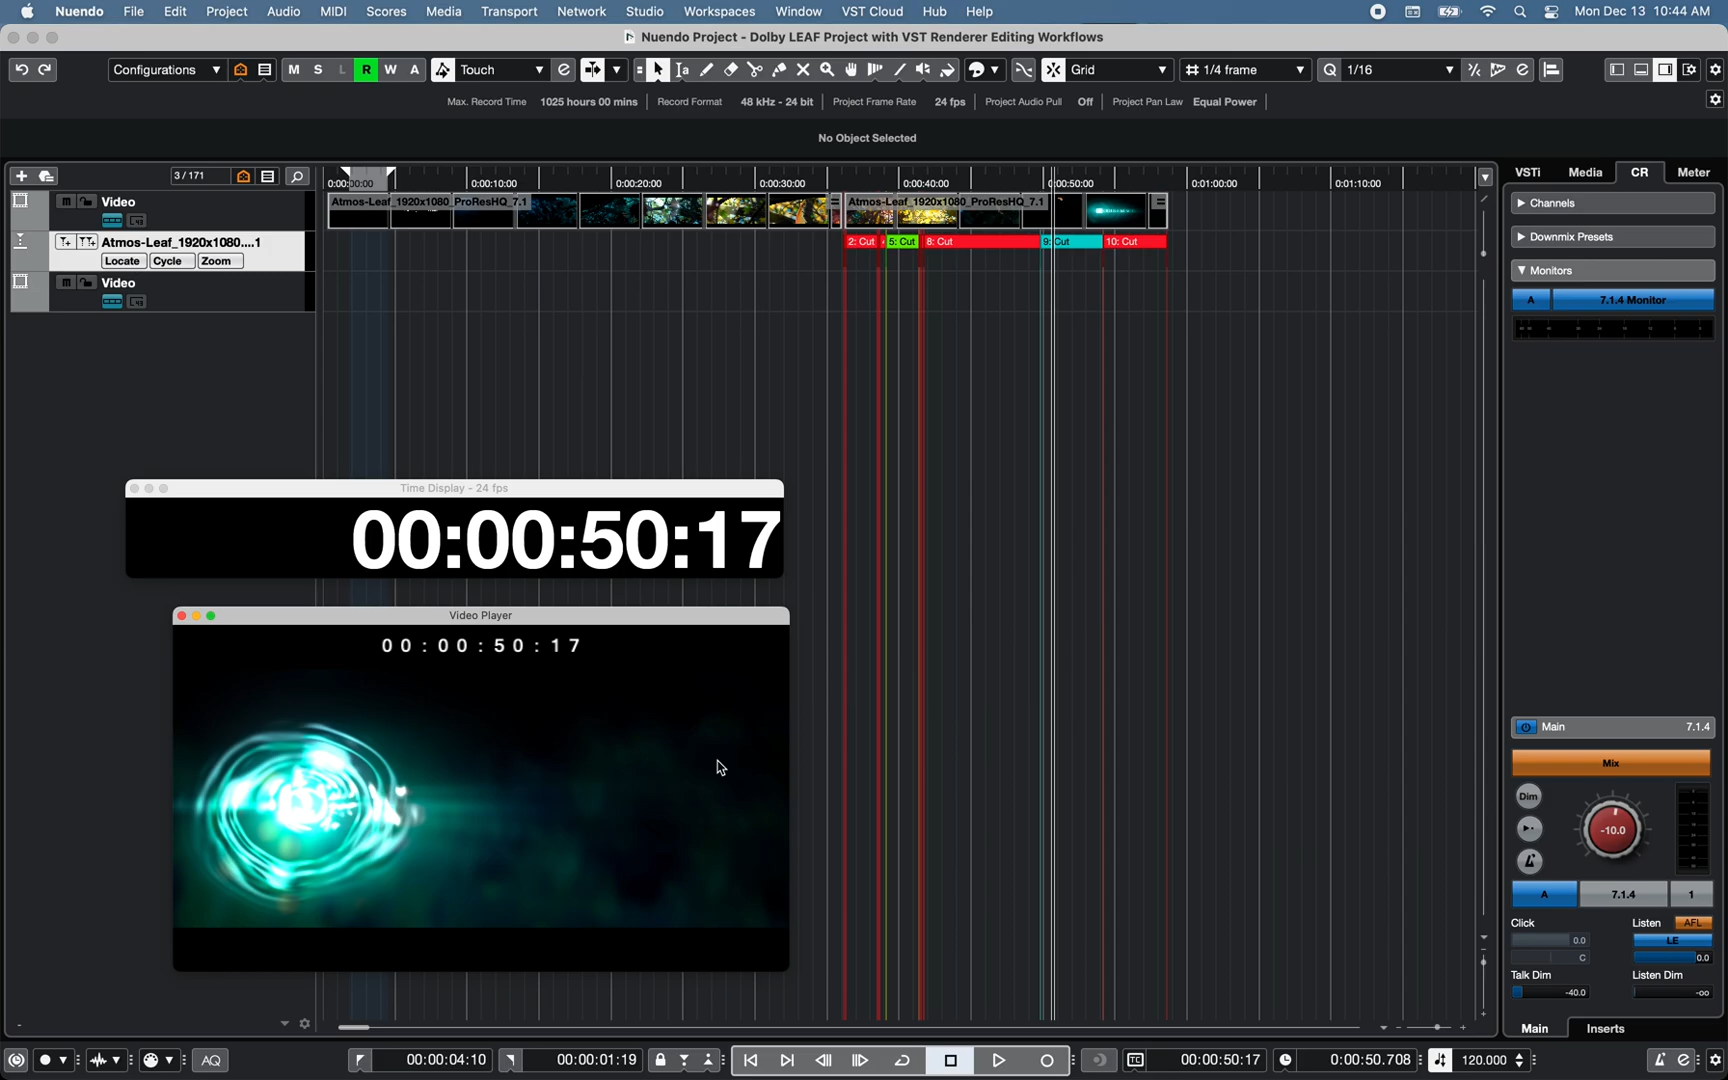 Nuendo File Edit Project Audio MIDI Scores Media Transport Network Studio Workspaces Window VST Cloud Hub Help Mon Dec 13 10:44 AM
Nuendo Project - Dolby LEAF Project with VST Renderer Editing Workflows
Configurations M S L R W A Touch Grid 1/4 frame Q 1/16
Max. Record Time 1025 hours 00 mins Record Format 48 kHz - 24 bit Project Frame Rate 24 fps Project Audio Pull Off Project Pan Law Equal Power
No Object Selected
3 / 171 0:00:00:00 0:00:10:00 0:00:20:00 0:00:30:00 0:00:40:00 0:00:50:00 0:01:00:00 0:01:10:00 VSTi Media CR Meter
Video Atmos-Leaf_1920x1080_ProResHQ_7.1 Atmos-Leaf_1920x1080_ProResHQ_7.1 Channels
Atmos-Leaf_1920x1080....1 2: Cut 5: Cut 8: Cut 9: Cut 10: Cut Downmix Presets
Locate Cycle Zoom
Monitors
Video
A 7.1.4 Monitor
Time Display - 24 fps
00:00:50:17
Video Player
00:00:50:17
Main 7.1.4
Mix
Dim
-10.0
A 7.1.4 1
Click Listen AFL
0.0 LE
C 0.0
Talk Dim Listen Dim
-40.0 -oo
Main Inserts
AQ 00:00:04:10 00:00:01:19 TC 00:00:50:17 0:00:50.708 120.000